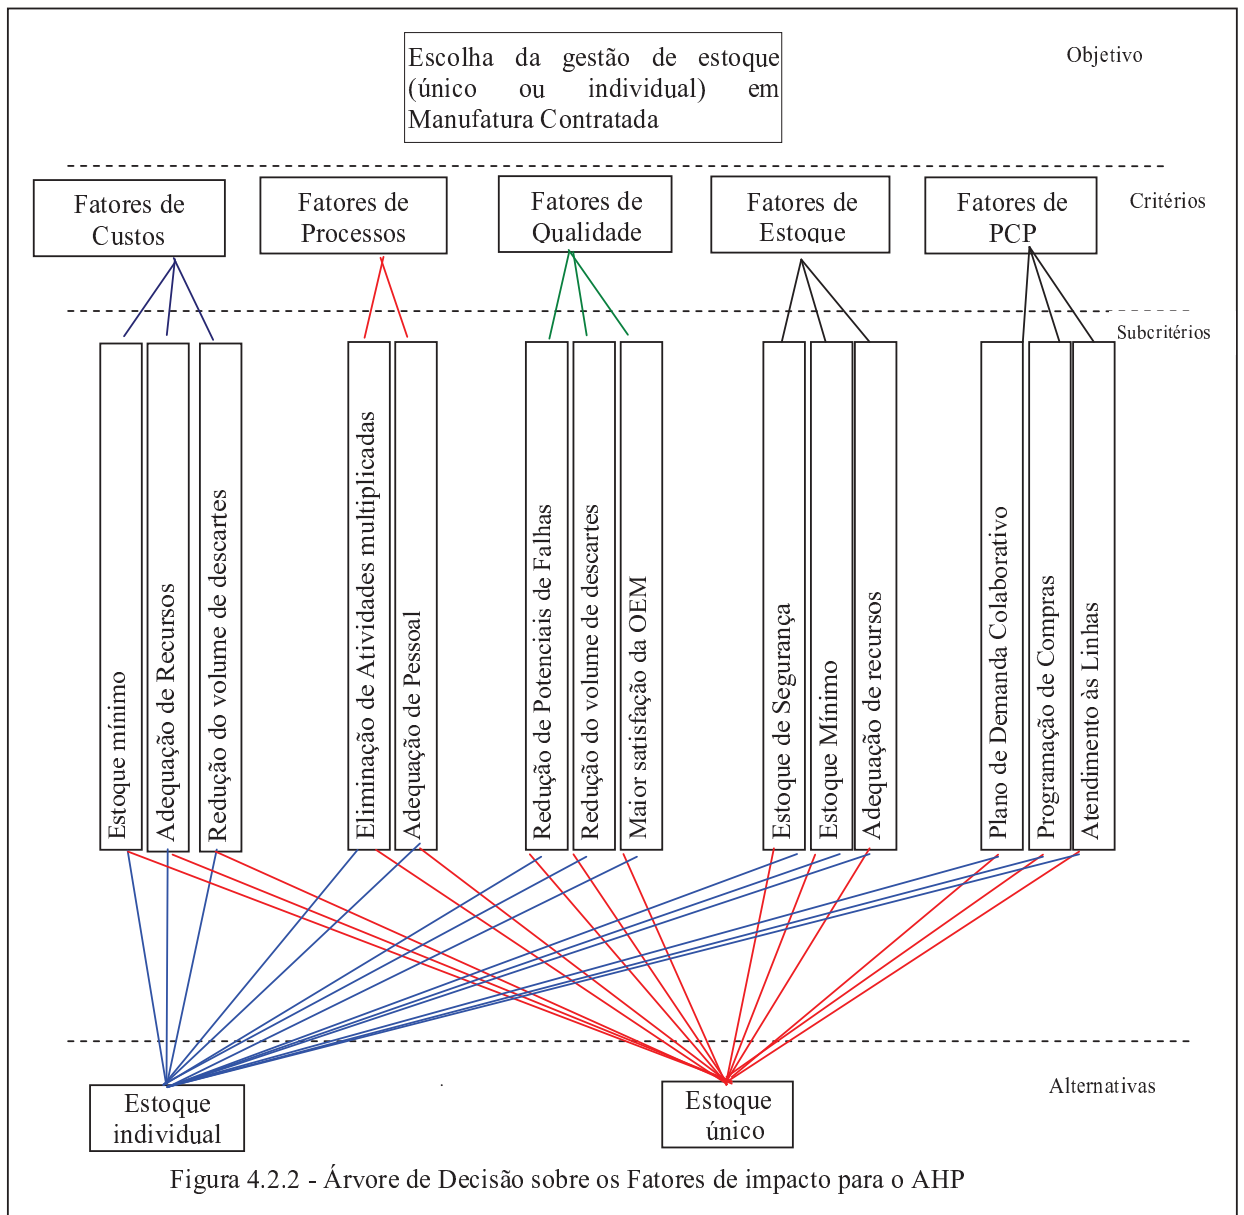 Escolha da gestão de estoque
(único ou individual) em
Manufatura Contratada
Objetivo
Fatores de
Custos
Fatores de
Processos
Fatores de
Qualidade
Fatores de
Estoque
Fatores de
PCP
Critérios
Subcritérios
Estoque mínimo
Adequação de Recursos
Redução do volume de descartes
Eliminação de Atividades multiplicadas
Adequação de Pessoal
Redução de Potenciais de Falhas
Redução do volume de descartes
Maior satisfação da OEM
Estoque de Segurança
Estoque Mínimo
Adequação de recursos
Plano de Demanda Colaborativo
Programação de Compras
Atendimento às Linhas
Estoque
individual
Estoque
único
Alternativas
Figura 4.2.2 - Árvore de Decisão sobre os Fatores de impacto para o AHP